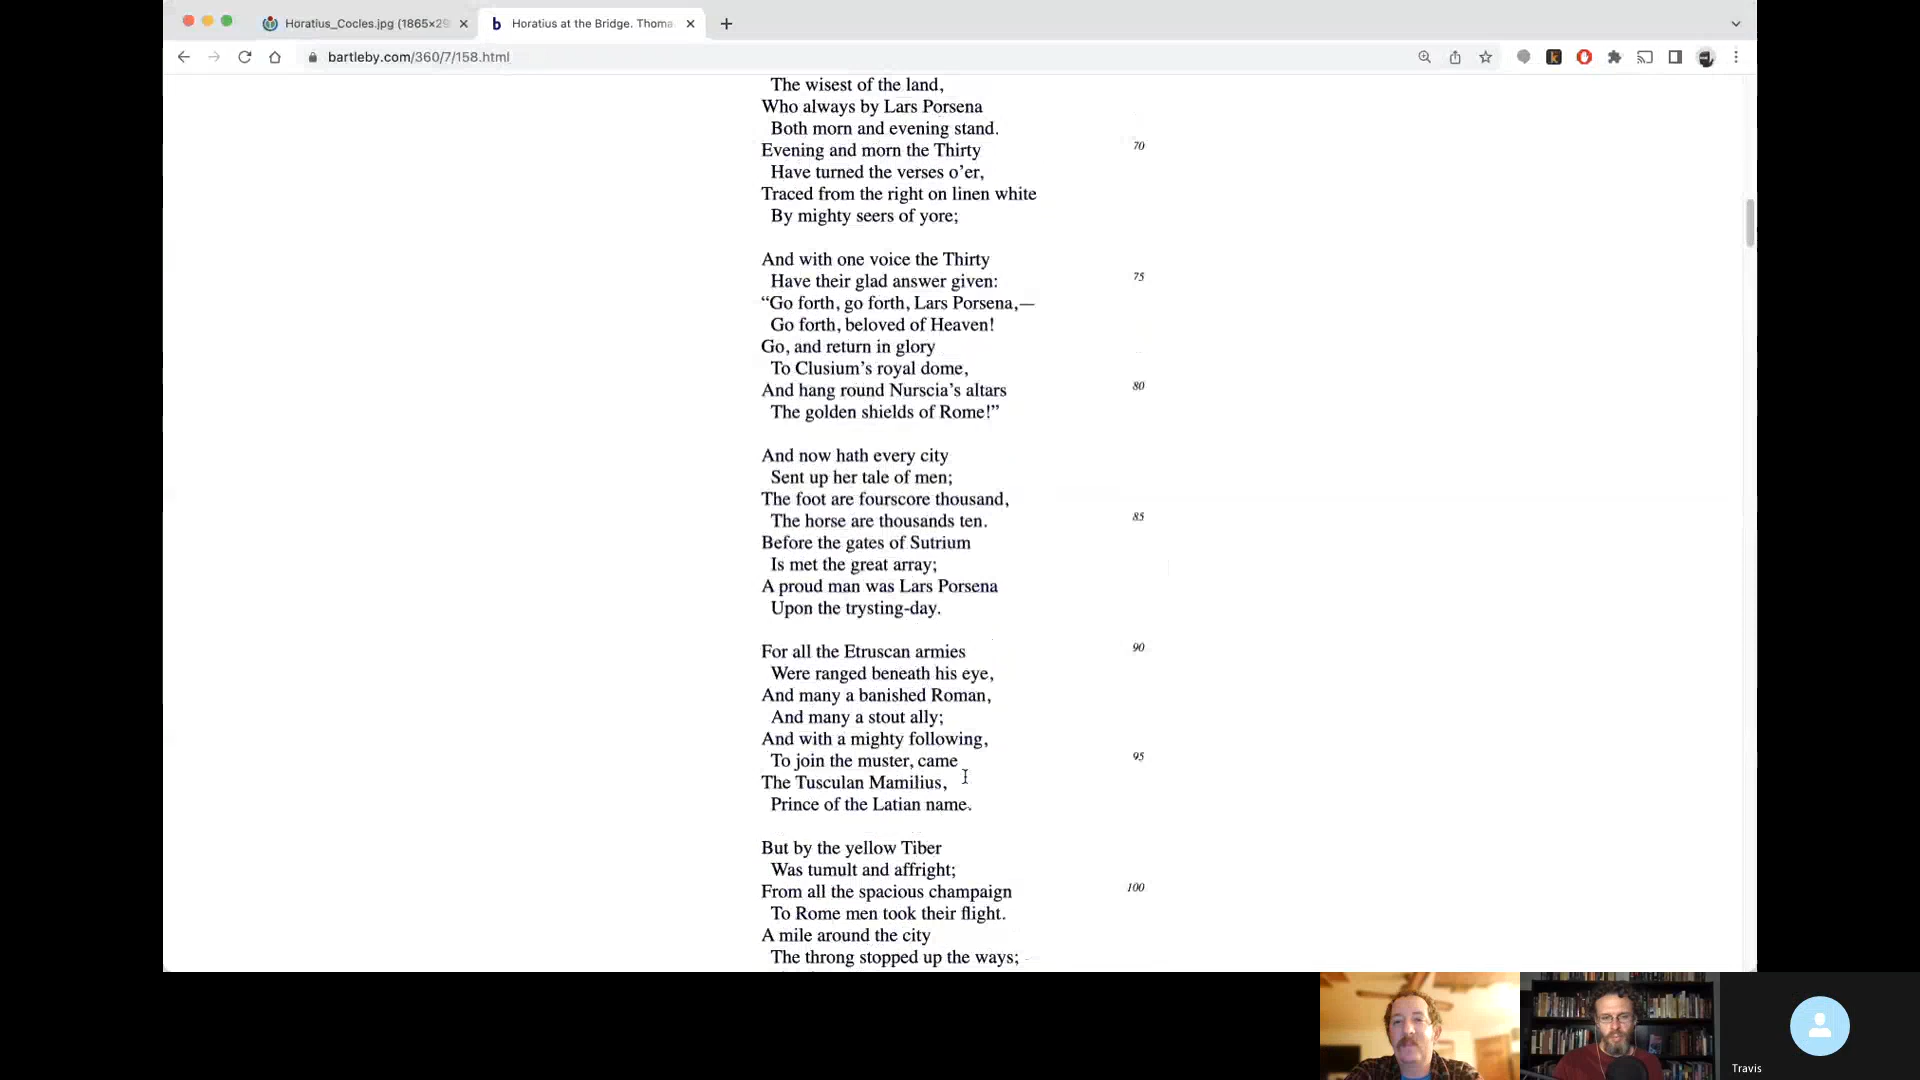 Horatius_Cocles.jpg (1865×29
Horatius at the Bridge. Thoma
bartleby.com/360/7/158.html
The wisest of the land,
Who always by Lars Porsena
Both morn and evening stand.
Evening and morn the Thirty 70
Have turned the verses o’er,
Traced from the right on linen white
By mighty seers of yore;
And with one voice the Thirty
Have their glad answer given: 75
“Go forth, go forth, Lars Porsena,—
Go forth, beloved of Heaven!
Go, and return in glory
To Clusium’s royal dome,
And hang round Nurscia’s altars 80
The golden shields of Rome!”
And now hath every city
Sent up her tale of men;
The foot are fourscore thousand,
The horse are thousands ten. 85
Before the gates of Sutrium
Is met the great array;
A proud man was Lars Porsena
Upon the trysting-day.
For all the Etruscan armies 90
Were ranged beneath his eye,
And many a banished Roman,
And many a stout ally;
And with a mighty following,
To join the muster, came 95
The Tusculan Mamilius,
Prince of the Latian name.
But by the yellow Tiber
Was tumult and affright;
From all the spacious champaign 100
To Rome men took their flight.
A mile around the city
The throng stopped up the ways;
Travis